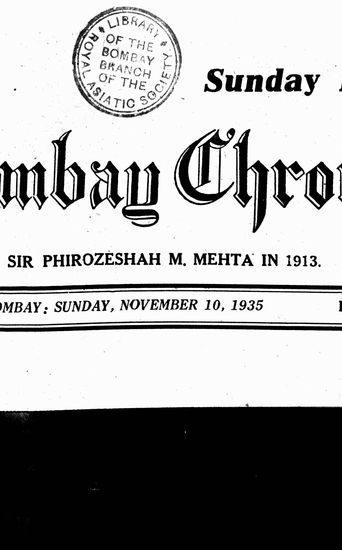 LIBRARY
OF THE
BOMBAY
BRANCH
OF THE
ROYAL ASIATIC SOCIETY
Sunday
mbay Chro
SIR PHIROZESHAH M. MEHTA IN 1913.
OMBAY: SUNDAY, NOVEMBER 10, 1935